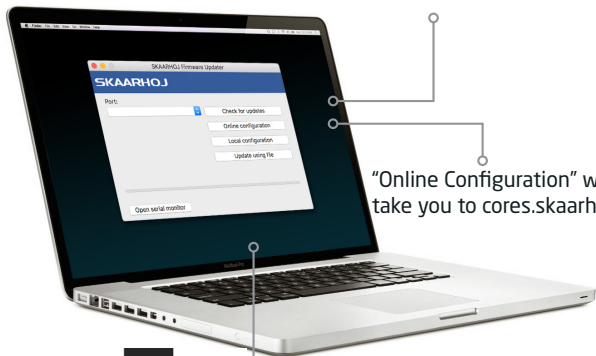 Finder File Edit View Go Window Help
SKAARHOJ Firmware Updater
SKAARHOJ
Port:
Check for updates
Online configuration
Local configuration
Update using file
Open serial monitor
"Online Configuration" w
take you to cores.skaarh
MacBook Pro